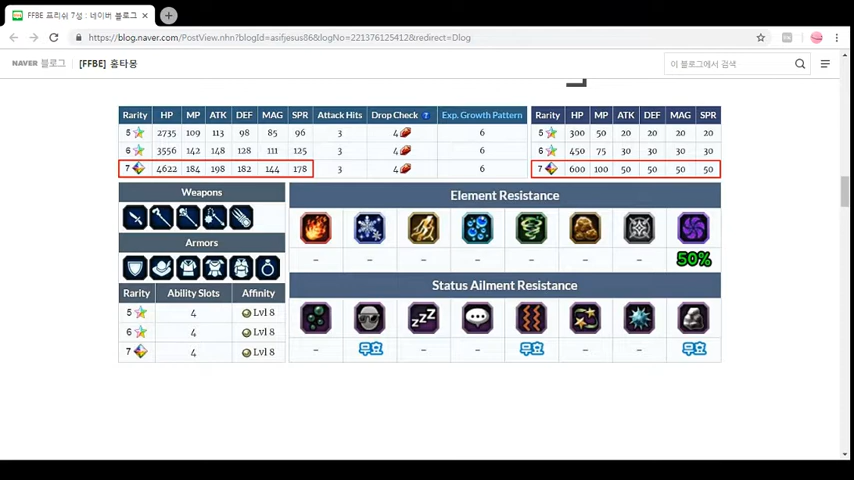 FFBE 프리쉬 7성 : 네이버 블로그
https://blog.naver.com/PostView.nhn?blogId=asifjesus86&logNo=221376125412&redirect=Dlog
NAVER 블로그 [FFBE] 홀타몽 이 블로그에서 검색
Rarity HP MP ATK DEF MAG SPR Attack Hits Drop Check ? Exp. Growth Pattern
5 2735 109 113 98 85 96 3 4 6
6 3556 142 148 128 111 125 3 4 6
7 4622 184 198 182 144 178 3 4 6
Rarity HP MP ATK DEF MAG SPR
5 300 50 20 20 20 20
6 450 75 30 30 30 30
7 600 100 50 50 50 50
Weapons
Armors
Rarity Ability Slots Affinity
5 4 Lvl 8
6 4 Lvl 8
7 4 Lvl 8
Element Resistance
- - - - - - - 50%
Status Ailment Resistance
zzz
- 무효 - - 무효 - - 무효